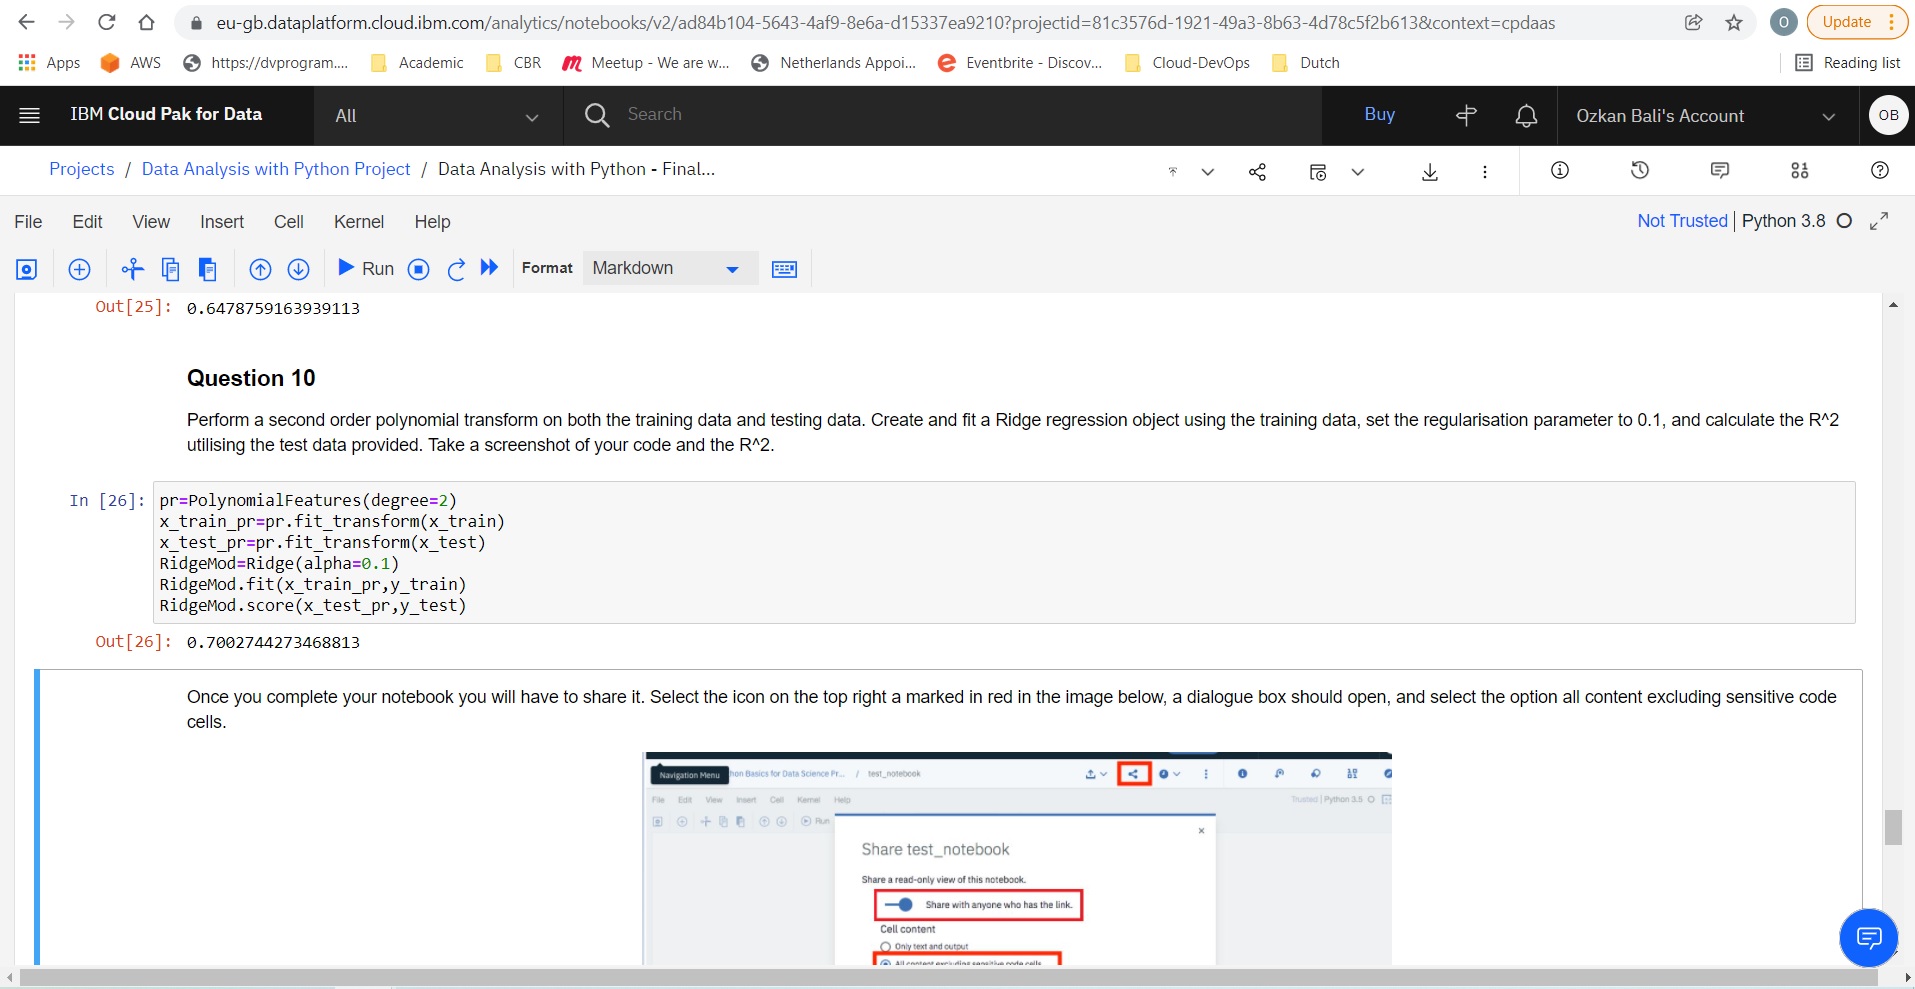 eu-gb.dataplatform.cloud.ibm.com/analytics/notebooks/v2/ad84b104-5643-4af9-8e6a-d15337ea9210?projectid=81c3576d-1921-49a3-8b63-4d78c5f2b613&context=cpdaas
O
Update
Apps AWS https://dvprogram.... Academic CBR Meetup - We are w... Netherlands Appoi... Eventbrite - Discov... Cloud-DevOps Dutch Reading list
IBM Cloud Pak for Data All Search Buy Ozkan Bali's Account OB
Projects / Data Analysis with Python Project / Data Analysis with Python - Final...
File Edit View Insert Cell Kernel Help Not Trusted | Python 3.8
Run Format Markdown
Out[25]: 0.6478759163939113
Question 10
Perform a second order polynomial transform on both the training data and testing data. Create and fit a Ridge regression object using the training data, set the regularisation parameter to 0.1, and calculate the R^2
utilising the test data provided. Take a screenshot of your code and the R^2.
In [26]: pr=PolynomialFeatures(degree=2)
x_train_pr=pr.fit_transform(x_train)
x_test_pr=pr.fit_transform(x_test)
RidgeMod=Ridge(alpha=0.1)
RidgeMod.fit(x_train_pr,y_train)
RidgeMod.score(x_test_pr,y_test)
Out[26]: 0.7002744273468813
Once you complete your notebook you will have to share it. Select the icon on the top right a marked in red in the image below, a dialogue box should open, and select the option all content excluding sensitive code
cells.
Navigation Menu hon Basics for Data Science Pr... / test_notebook
File Edit View Insert Cell Kernel Help Trusted | Python 3.5
Run
Share test_notebook
Share a read-only view of this notebook.
Share with anyone who has the link.
Cell content
Only text and output
All content excluding sensitive code cells